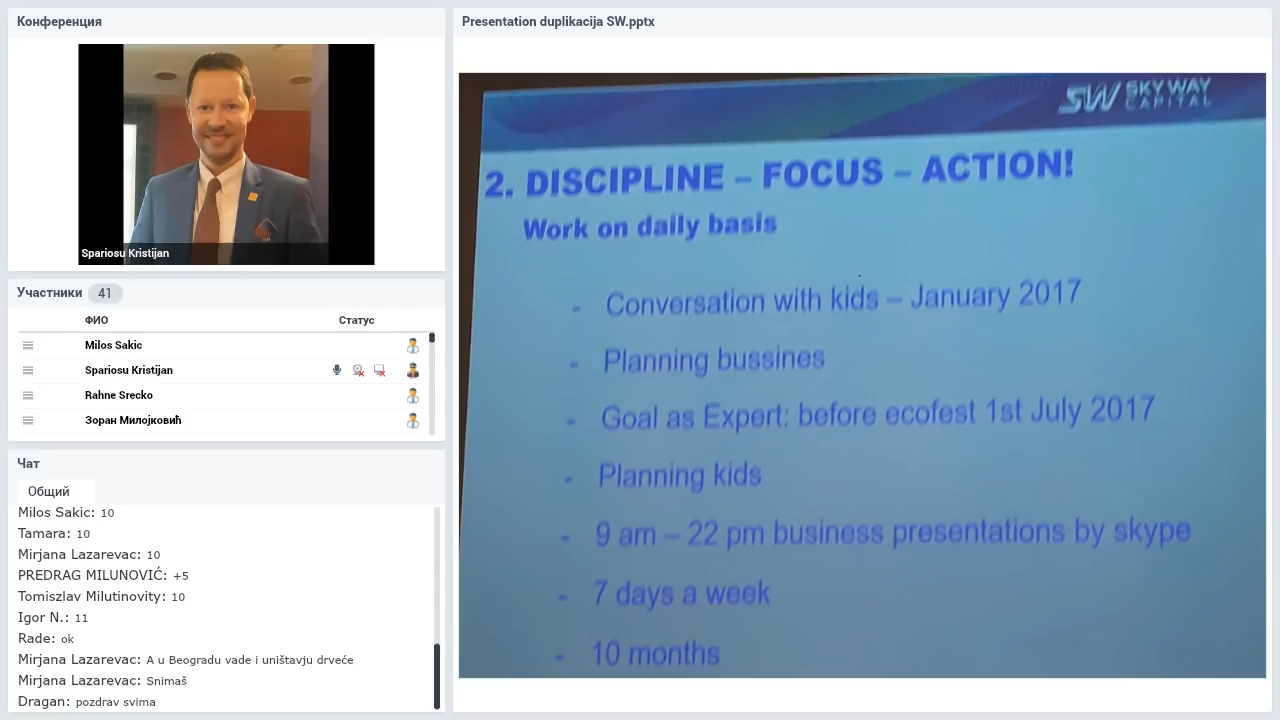 Конференция
Spariosu Kristijan
Участники 41
ФИО Статус
Milos Sakic
Spariosu Kristijan
Rahne Srecko
Зоран Милојковић
Чат
Общий
Milos Sakic: 10
Tamara: 10
Mirjana Lazarevac: 10
PREDRAG MILUNOVIĆ: +5
Tomiszlav Milutinovity: 10
Igor N.: 11
Rade: ok
Mirjana Lazarevac: A u Beogradu vade i uništavju drveće
Mirjana Lazarevac: Snimaš
Dragan: pozdrav svima
Presentation duplikacija SW.pptx
SW SKY WAY
CAPITAL
2. DISCIPLINE – FOCUS – ACTION!
Work on daily basis
- Conversation with kids – January 2017
- Planning bussines
- Goal as Expert: before ecofest 1st July 2017
- Planning kids
- 9 am – 22 pm business presentations by skype
- 7 days a week
- 10 months